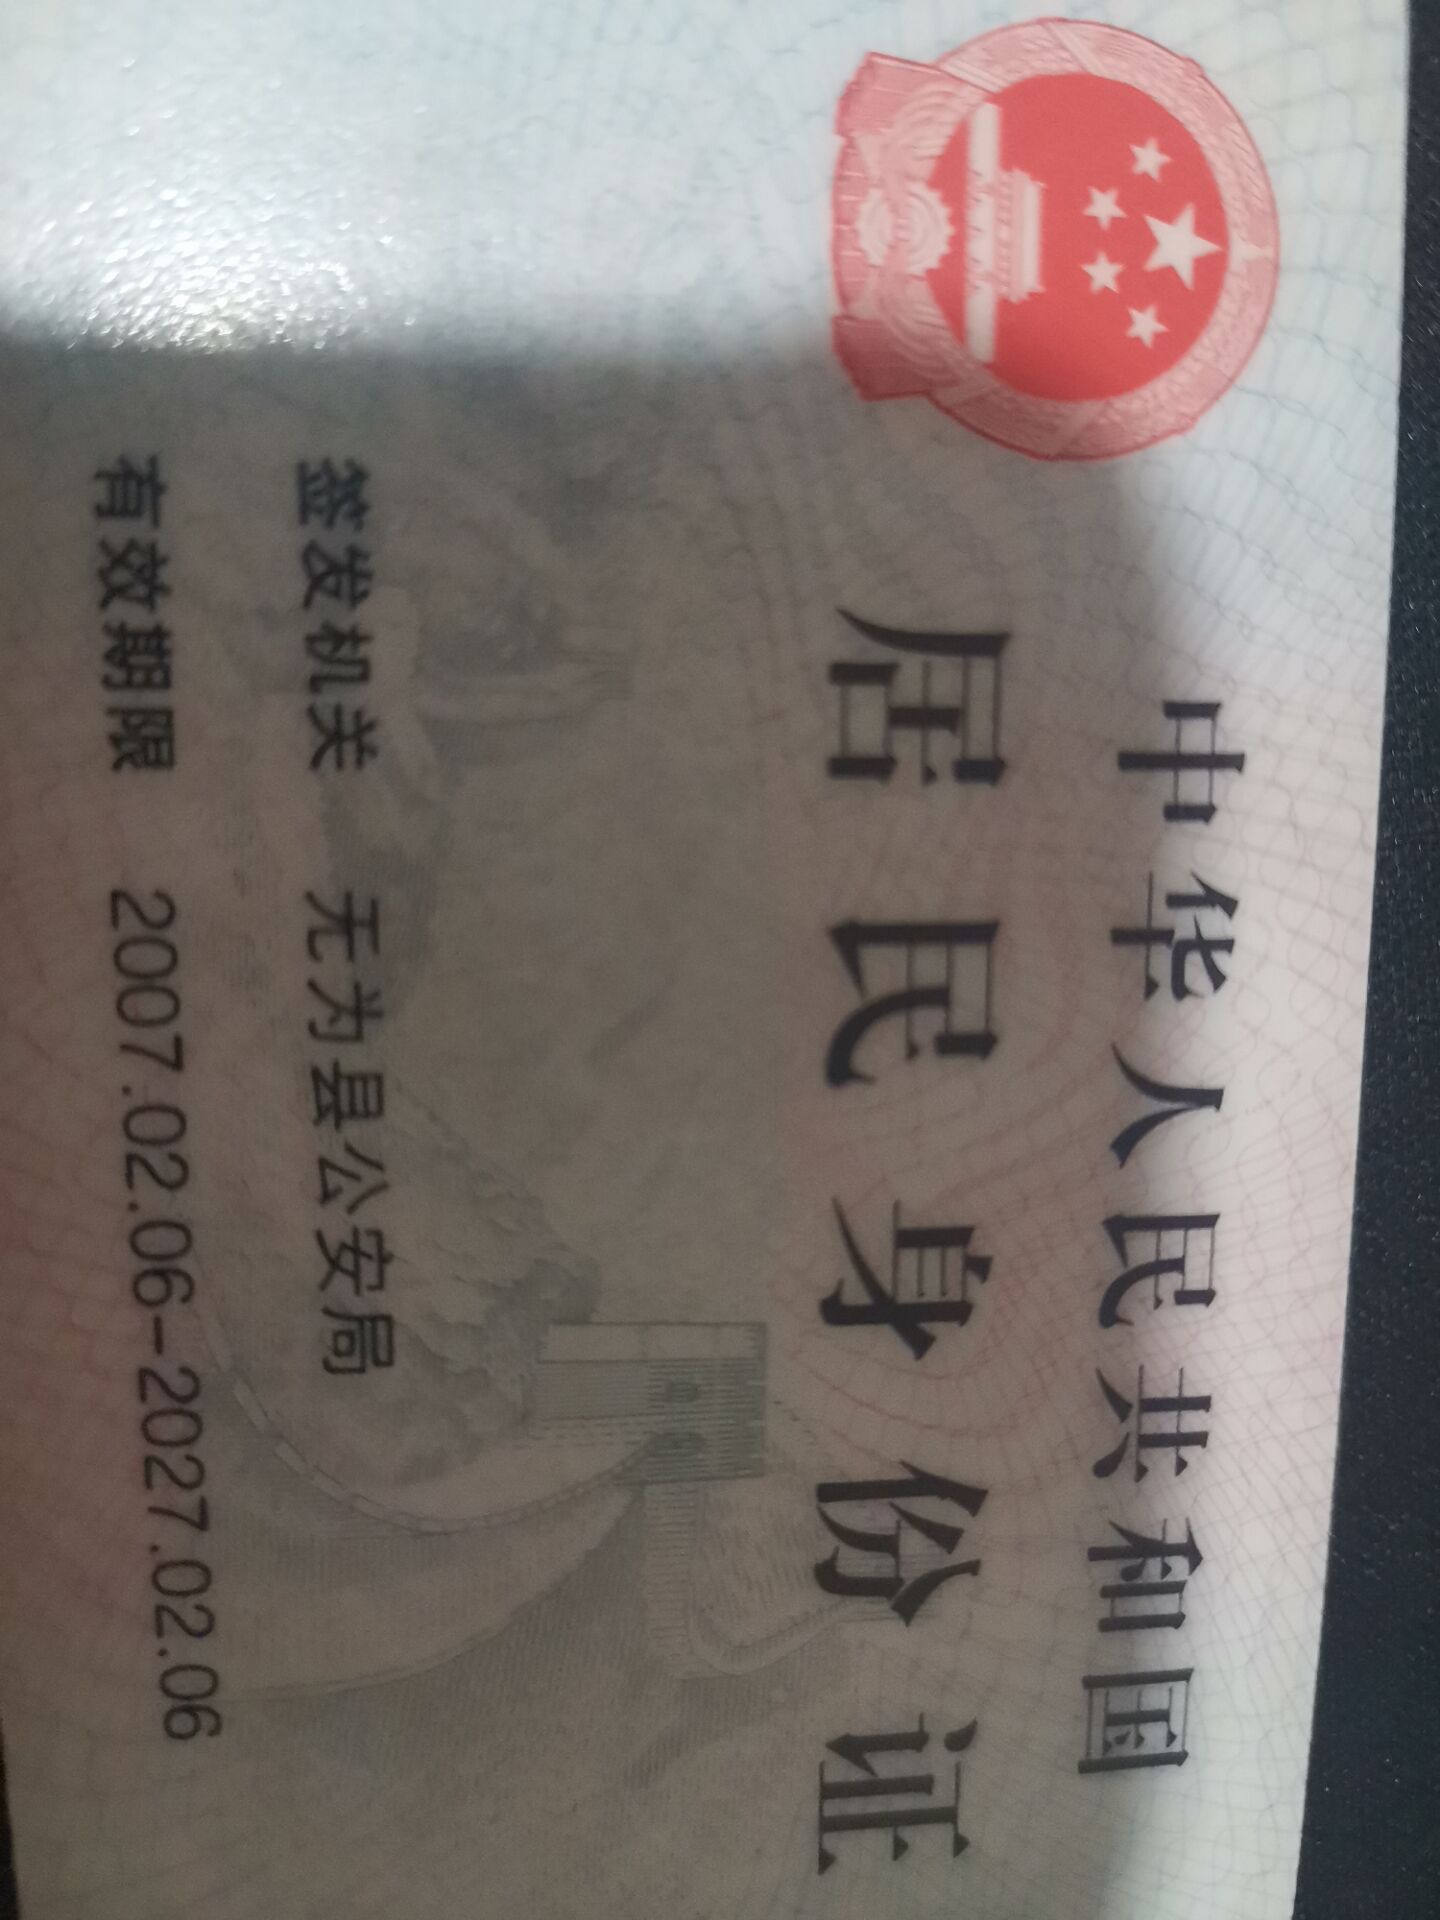 中华人民共和国
居民身份证
签发机关 无为县公安局
有效期限 2007.02.06-2027.02.06